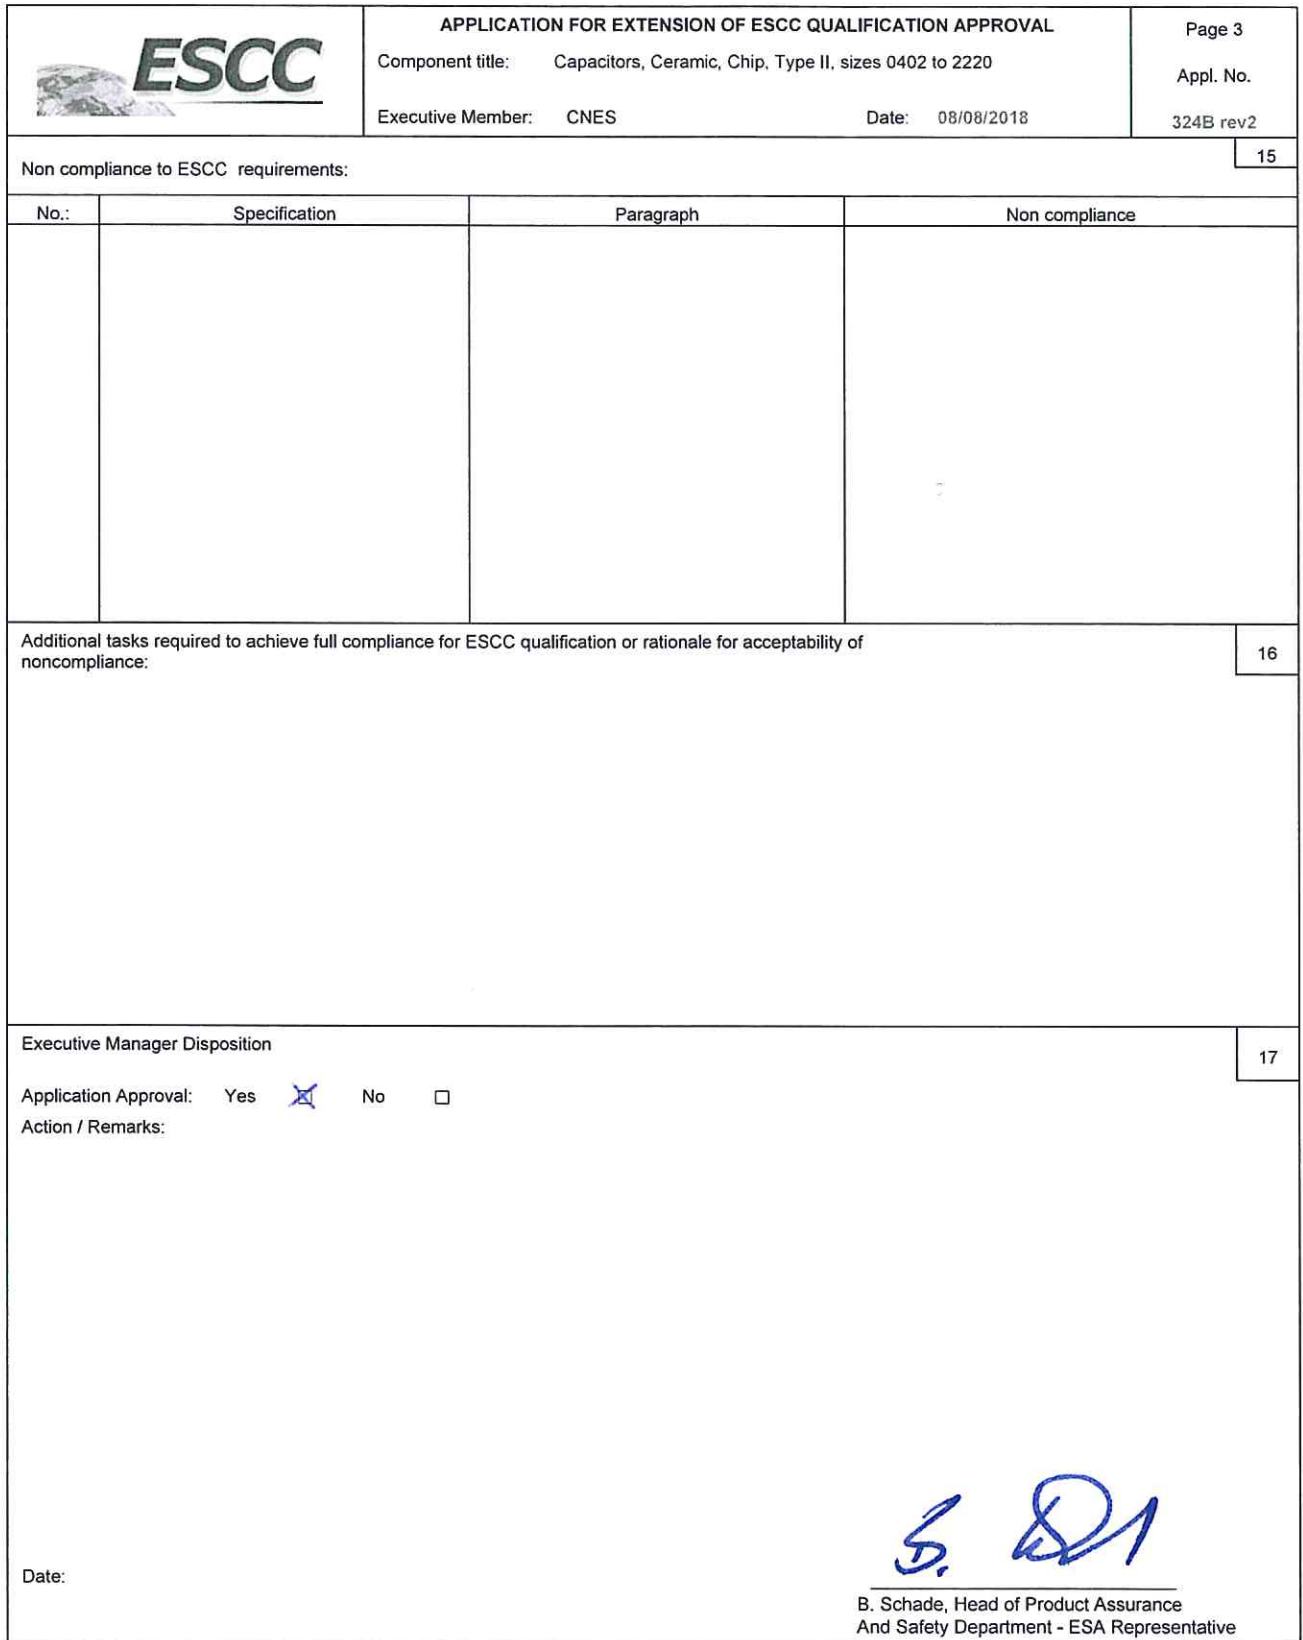 ESCC
APPLICATION FOR EXTENSION OF ESCC QUALIFICATION APPROVAL
Component title: Capacitors, Ceramic, Chip, Type II, sizes 0402 to 2220
Executive Member: CNES Date: 08/08/2018
Page 3
Appl. No.
324B rev2
Non compliance to ESCC requirements:
15
No.: Specification Paragraph Non compliance
Additional tasks required to achieve full compliance for ESCC qualification or rationale for acceptability of
noncompliance:
16
Executive Manager Disposition
17
Application Approval: Yes ☒ No ☐
Action / Remarks:
Date:
B. Schade, Head of Product Assurance
And Safety Department - ESA Representative